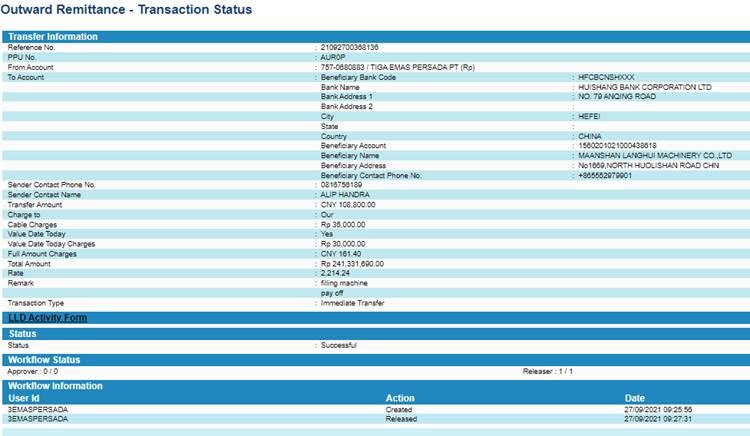 Outward Remittance - Transaction Status
Transfer Information
Reference No. : 21092700368136
PPU No. : AUR0P
From Account : 757-0680883 / TIGA EMAS PERSADA PT (Rp)
To Account : Beneficiary Bank Code : HFCBCNSHXXX
Bank Name : HUISHANG BANK CORPORATION LTD
Bank Address 1 : NO. 79 ANQING ROAD
Bank Address 2 :
City : HEFEI
State :
Country : CHINA
Beneficiary Account : 1560201021000438618
Beneficiary Name : MAANSHAN LANGHUI MACHINERY CO.,LTD
Beneficiary Address : No1669,NORTH HUOLISHAN ROAD CHN
Beneficiary Contact Phone No. : +865552979901
Sender Contact Phone No. : 0816756189
Sender Contact Name : ALIP HANDRA
Transfer Amount : CNY 108,800.00
Charge to : Our
Cable Charges : Rp 35,000.00
Value Date Today : Yes
Value Date Today Charges : Rp 30,000.00
Full Amount Charges : CNY 161.40
Total Amount : Rp 241,331,690.00
Rate : 2,214.24
Remark : filling machine
pay off
Transaction Type : Immediate Transfer
LLD Activity Form
Status
Status : Successful
Workflow Status
Approver : 0 / 0 Releaser : 1 / 1
Workflow Information
User Id Action Date
3EMASPERSADA Created 27/09/2021 09:25:56
3EMASPERSADA Released 27/09/2021 09:27:31